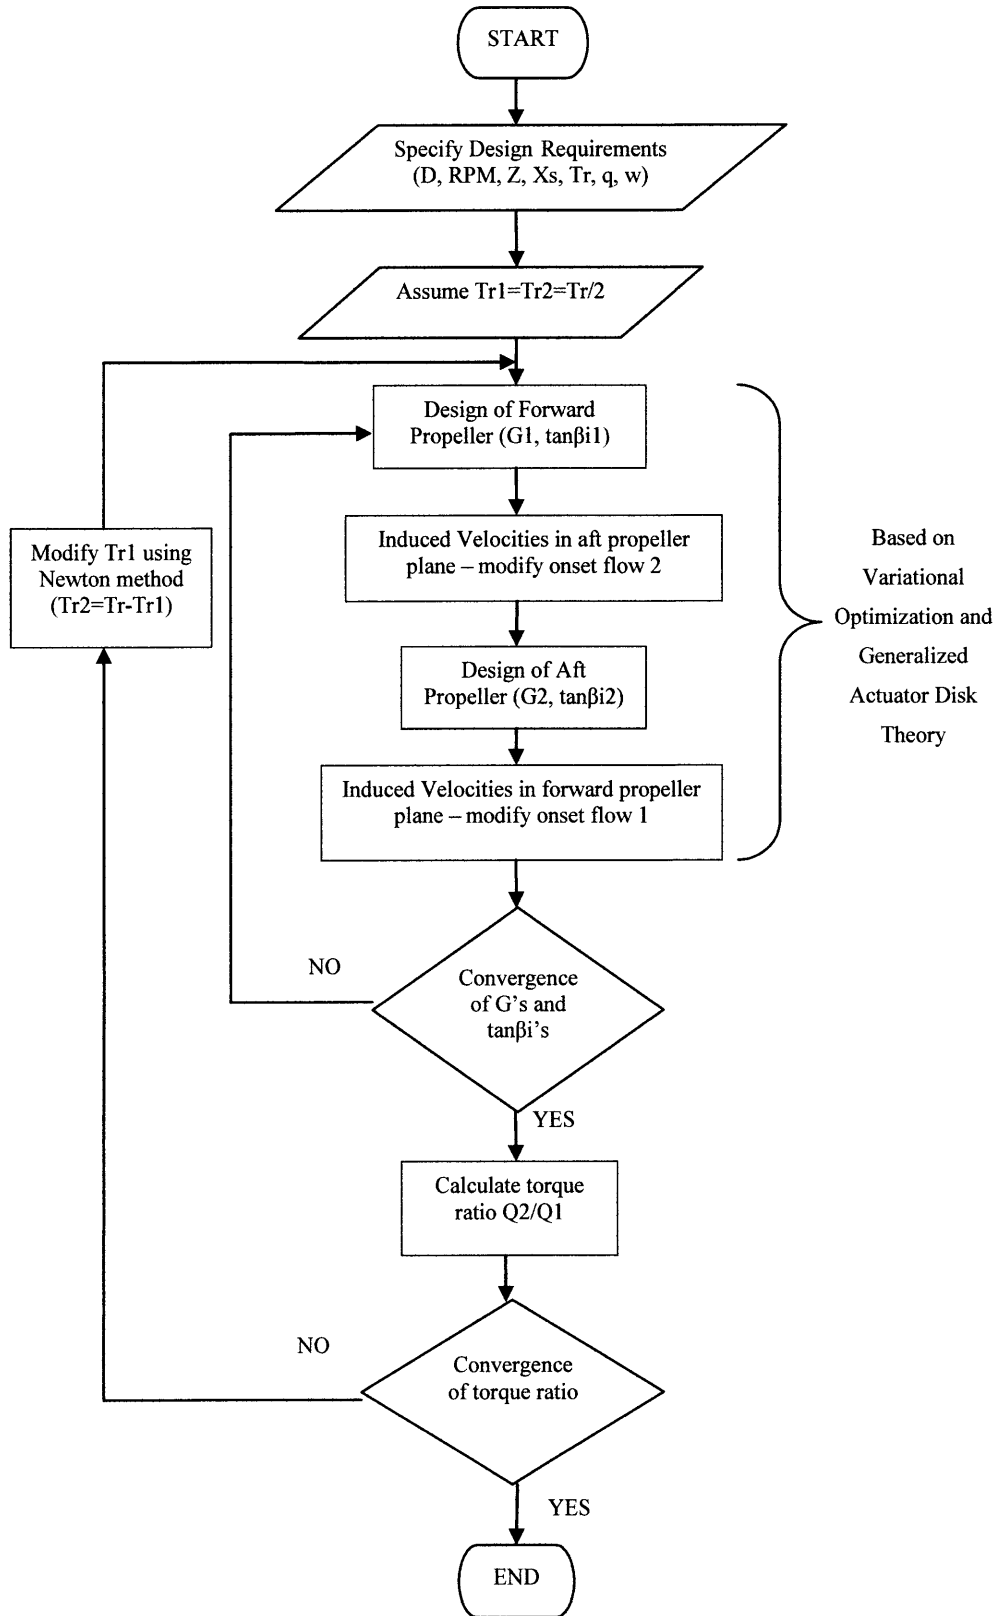 START
Specify Design Requirements
(D, RPM, Z, Xs, Tr, q, w)
Assume Tr1=Tr2=Tr/2
Design of Forward
Propeller (G1, tanβi1)
Modify Tr1 using
Newton method
(Tr2=Tr-Tr1)
Induced Velocities in aft propeller
plane – modify onset flow 2
Design of Aft
Propeller (G2, tanβi2)
Induced Velocities in forward propeller
plane – modify onset flow 1
Based on
Variational
Optimization and
Generalized
Actuator Disk
Theory
NO
Convergence
of G's and
tanβi's
YES
Calculate torque
ratio Q2/Q1
NO
Convergence
of torque ratio
YES
END